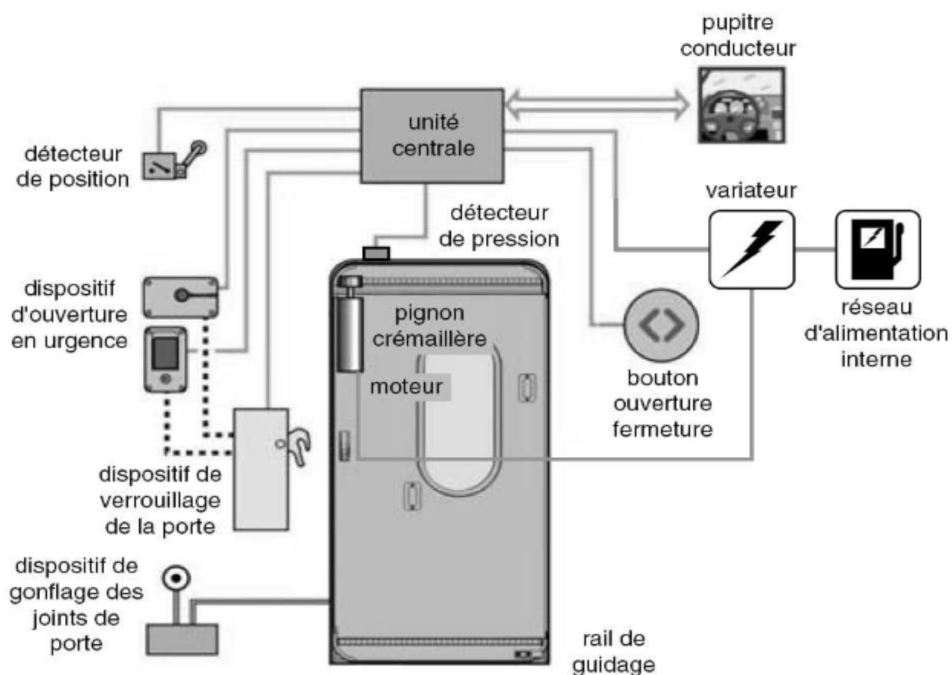 pupitre
conducteur
unité
centrale
détecteur
de position
variateur
détecteur
de pression
dispositif
d'ouverture
en urgence
pignon
crémaillère
moteur
réseau
d'alimentation
interne
bouton
ouverture
fermeture
dispositif de
verrouillage
de la porte
dispositif de
gonflage des
joints de
porte
rail de
guidage